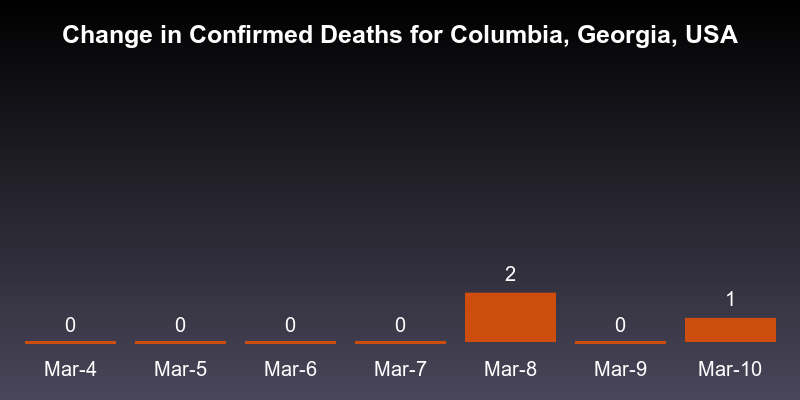 Change in Confirmed Deaths for Columbia, Georgia, USA
0 0 0 0 2 0 1
Mar-4 Mar-5 Mar-6 Mar-7 Mar-8 Mar-9 Mar-10